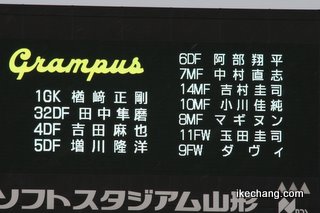 Grampus
1GK 楢﨑正剛
32DF 田中隼磨
4DF 吉田麻也
5DF 増川隆洋
6DF 阿部翔平
7MF 中村直志
14MF 吉村圭司
10MF 小川佳純
8MF マギヌン
11FW 玉田圭司
9FW ダヴィ
ソフトスタジアム山形
ikechang.com